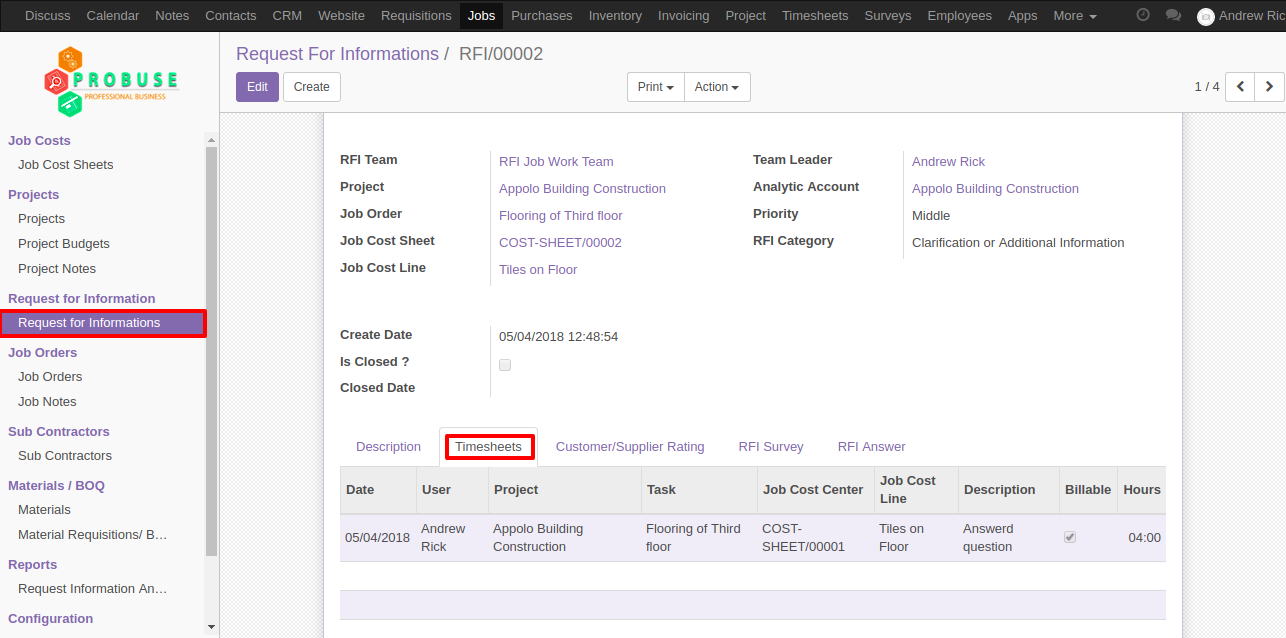 Discuss Calendar Notes Contacts CRM Website Requisitions Jobs Purchases Inventory Invoicing Project Timesheets Surveys Employees Apps More Andrew Ric
PROBUSE
PROFESSIONAL BUSINESS
Job Costs
Job Cost Sheets
Projects
Projects
Project Budgets
Project Notes
Request for Information
Request for Informations
Job Orders
Job Orders
Job Notes
Sub Contractors
Sub Contractors
Materials / BOQ
Materials
Material Requisitions/ B…
Reports
Request Information An…
Configuration
Request For Informations / RFI/00002
Edit Create Print Action 1 / 4
RFI Team RFI Job Work Team
Project Appolo Building Construction
Job Order Flooring of Third floor
Job Cost Sheet COST-SHEET/00002
Job Cost Line Tiles on Floor
Team Leader Andrew Rick
Analytic Account Appolo Building Construction
Priority Middle
RFI Category Clarification or Additional Information
Create Date 05/04/2018 12:48:54
Is Closed ?
Closed Date
Description Timesheets Customer/Supplier Rating RFI Survey RFI Answer
Date User Project Task Job Cost Center Job Cost Line Description Billable Hours
05/04/2018 Andrew Rick Appolo Building Construction Flooring of Third floor COST-SHEET/00001 Tiles on Floor Answerd question 04:00